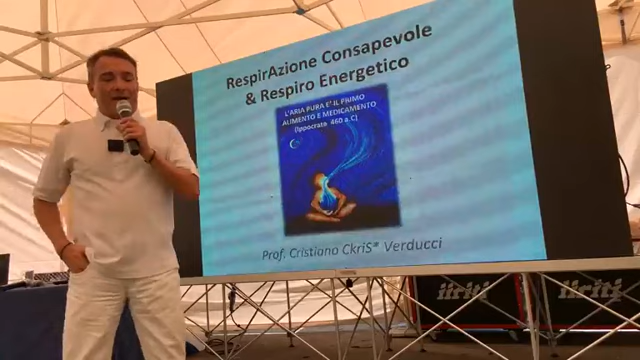 RespirAzione Consapevole
& Respiro Energetico
L'ARIA PURA E' IL PRIMO
ALIMENTO E MEDICAMENTO
(Ippocrate 460 a.C)
Prof. Cristiano CkriS* Verducci